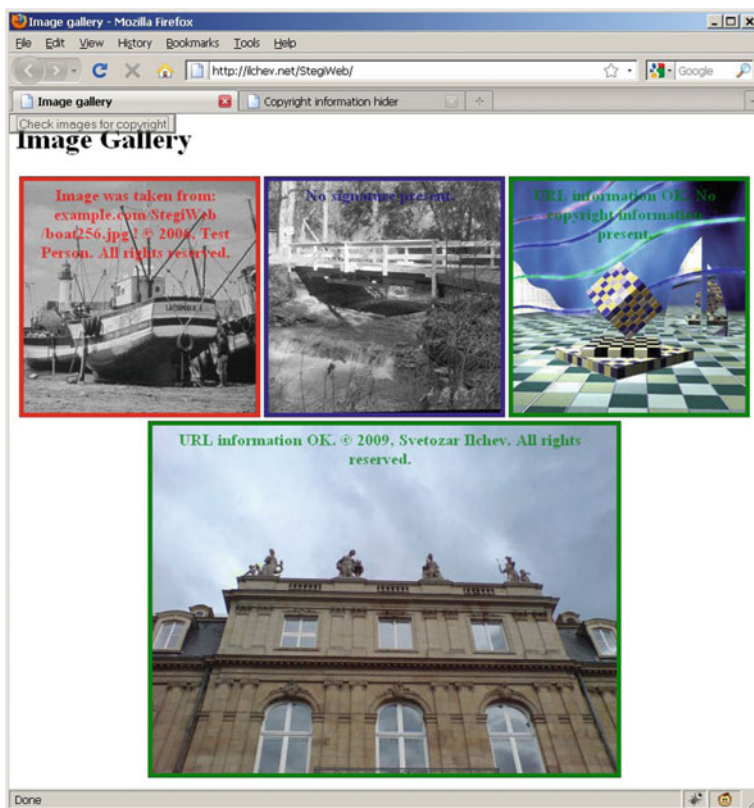 Image gallery - Mozilla Firefox
File Edit View History Bookmarks Tools Help
http://ilchev.net/StegiWeb/
Google
Image gallery
Copyright information hider
Check images for copyright
Image Gallery
Image was taken from:
example.com/StegiWeb
/boat256.jpg ! © 2006, Test
Person. All rights reserved.
No signature present.
URL information OK. No
copyright information
present.
URL information OK. © 2009, Svetozar Ilchev. All rights
reserved.
Done